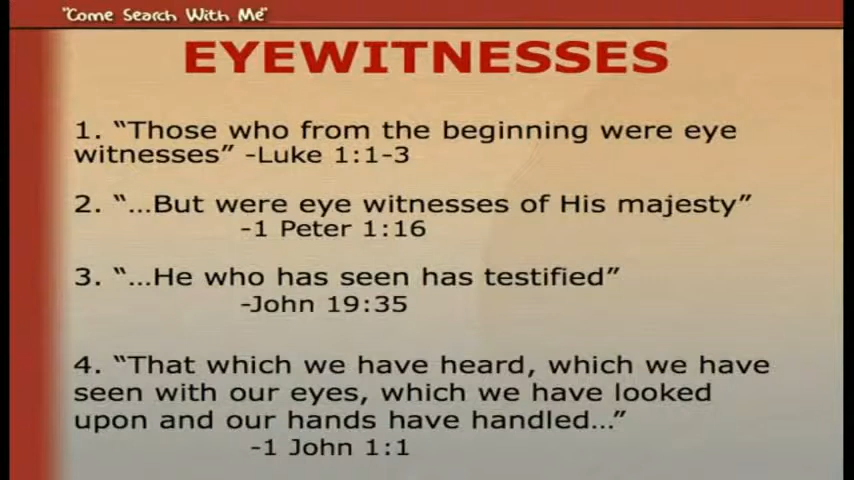 "Come Search With Me"
EYEWITNESSES
1. “Those who from the beginning were eye
witnesses” -Luke 1:1-3
2. “...But were eye witnesses of His majesty”
-1 Peter 1:16
3. “...He who has seen has testified”
-John 19:35
4. “That which we have heard, which we have
seen with our eyes, which we have looked
upon and our hands have handled...”
-1 John 1:1